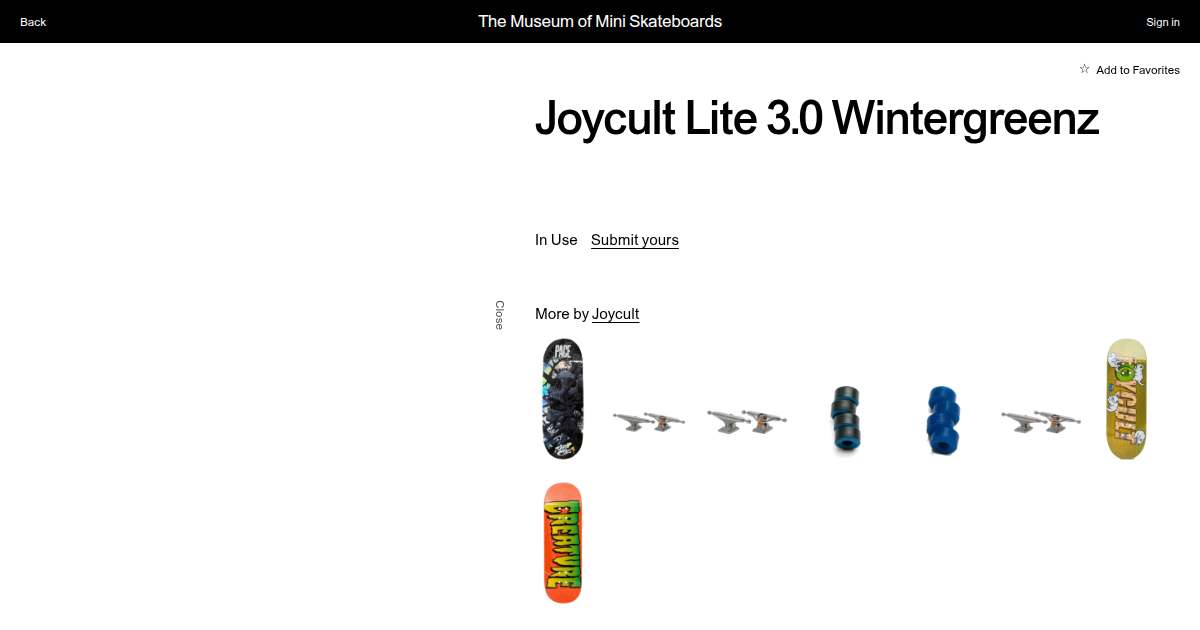 Back
The Museum of Mini Skateboards
Sign in
☆ Add to Favorites
Joycult Lite 3.0 Wintergreenz
In Use Submit yours
Close
More by Joycult
PACE
JOYCULT
CREATURE